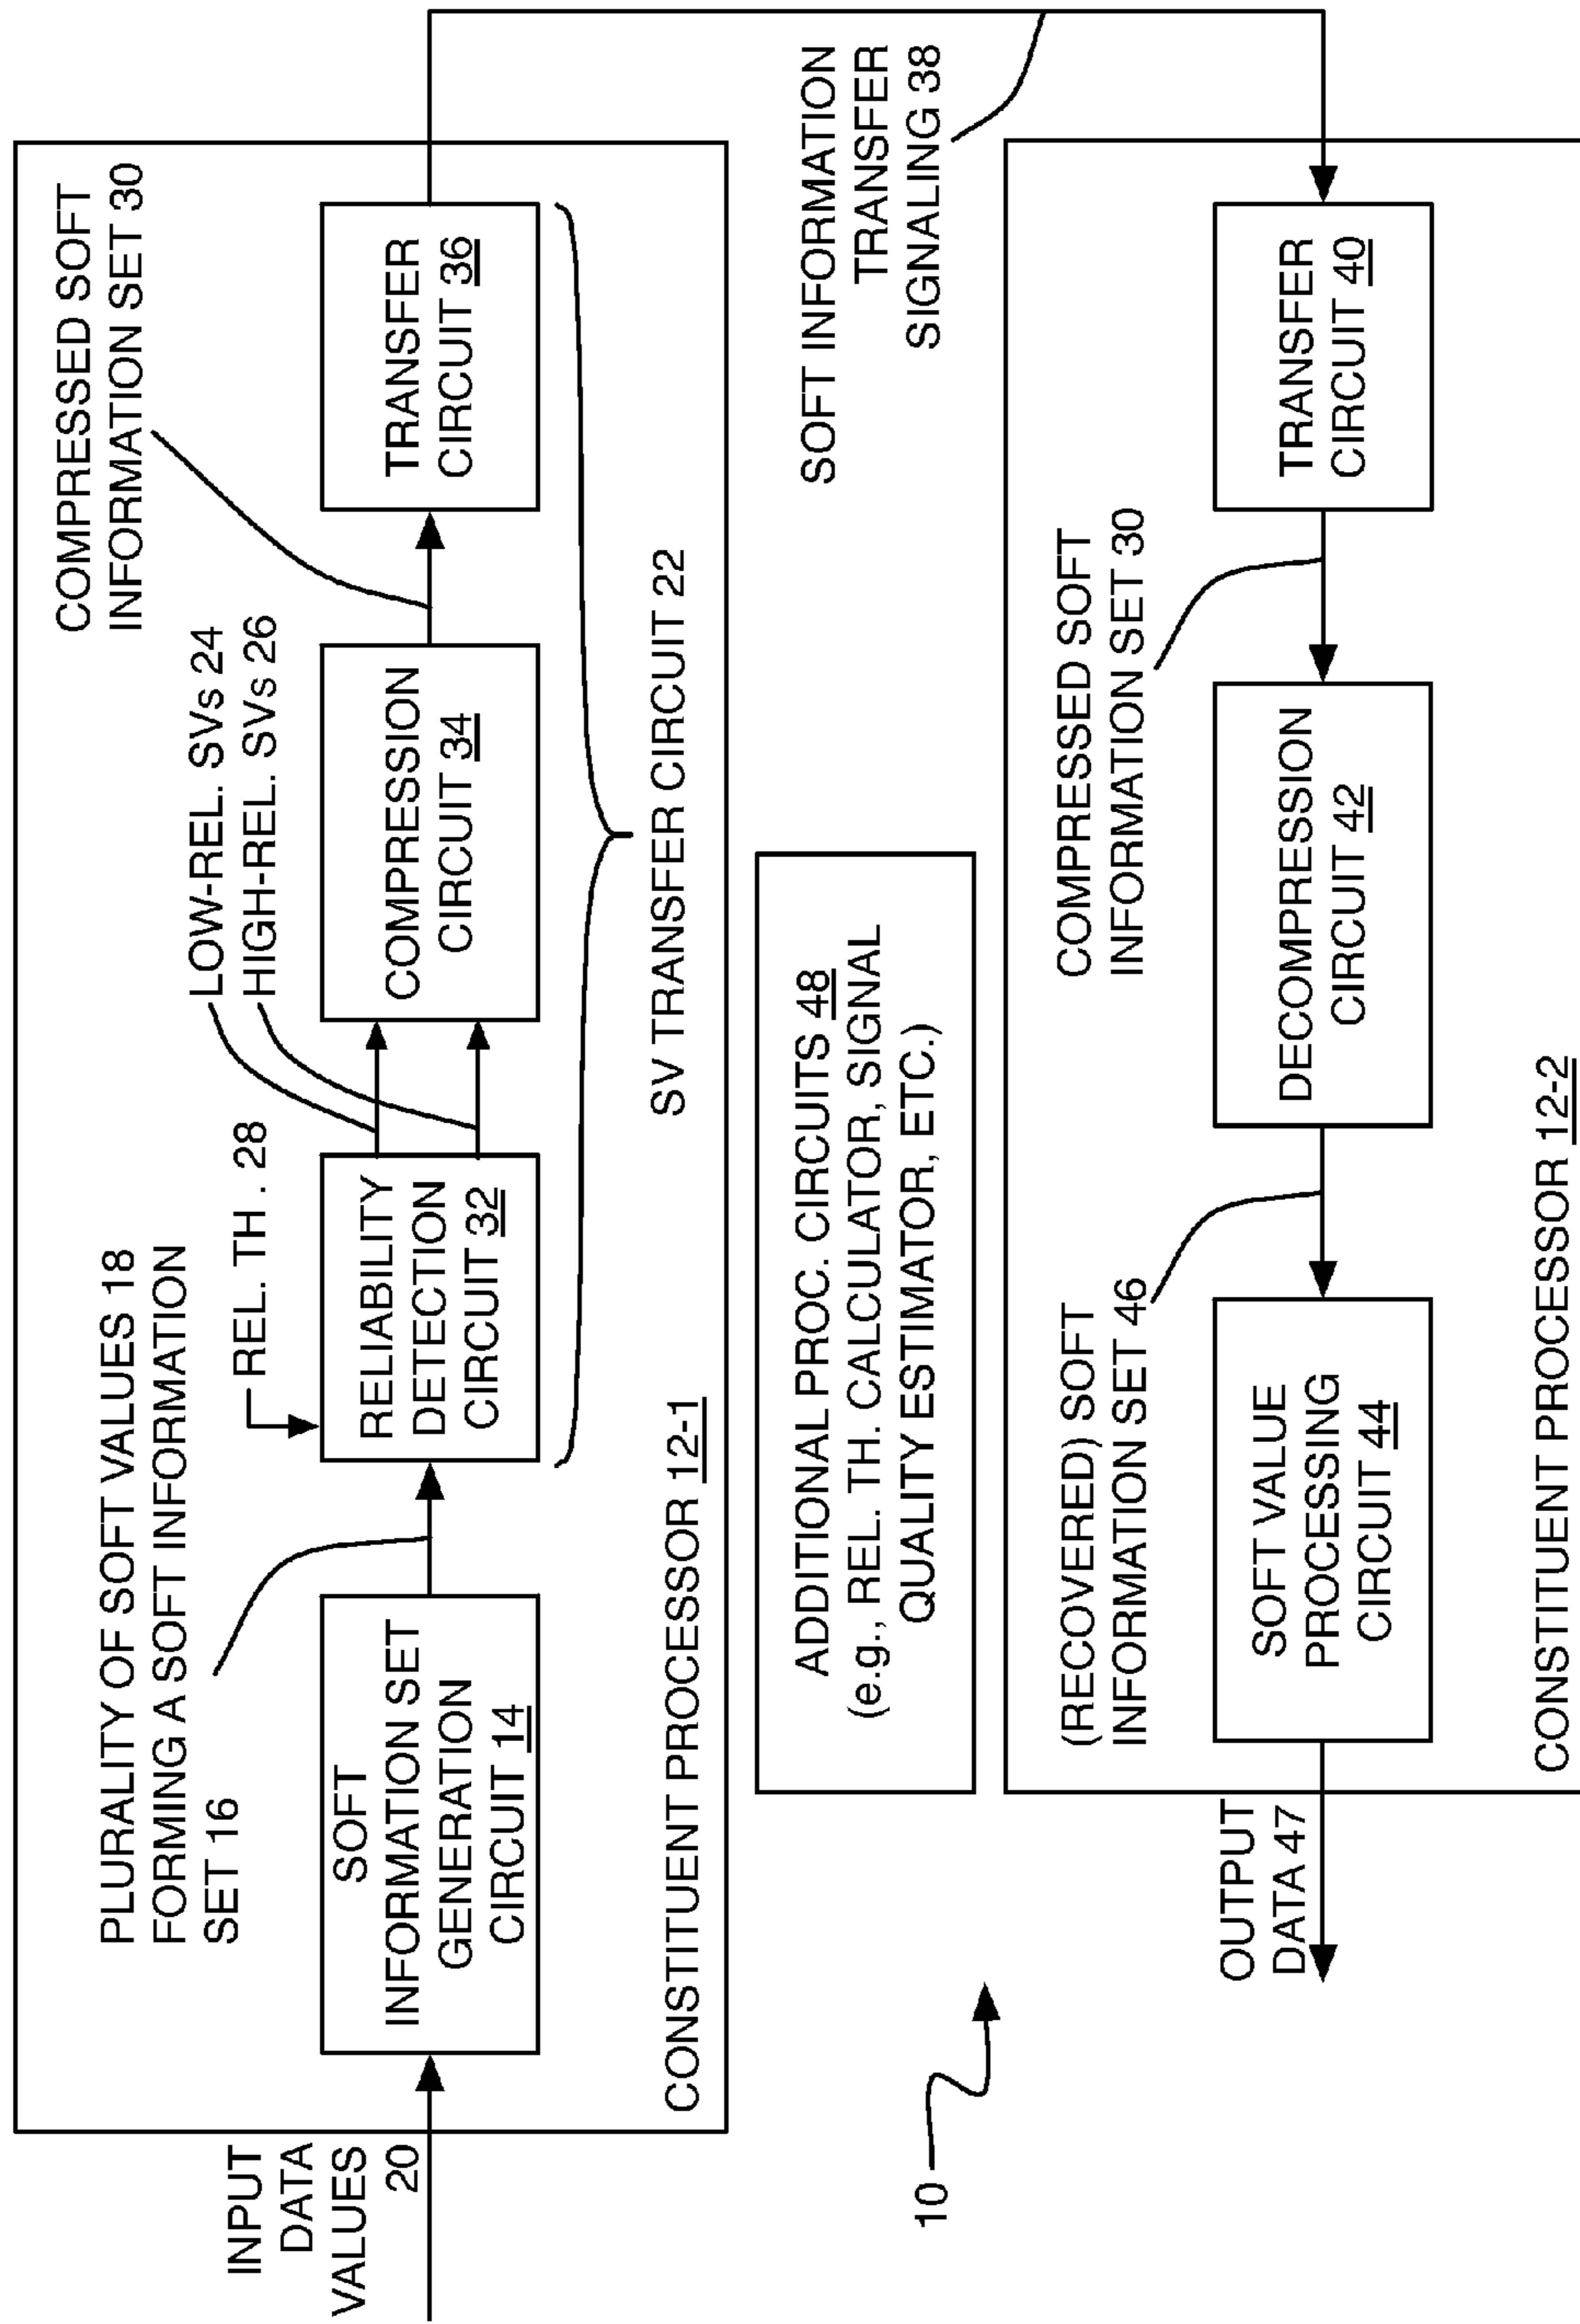 INPUT
DATA
VALUES
20
PLURALITY OF SOFT VALUES 18
FORMING A SOFT INFORMATION
SET 16
SOFT
INFORMATION SET
GENERATION
CIRCUIT 14
REL. TH . 28
RELIABILITY
DETECTION
CIRCUIT 32
LOW-REL. SVs 24
HIGH-REL. SVs 26
COMPRESSION
CIRCUIT 34
COMPRESSED SOFT
INFORMATION SET 30
TRANSFER
CIRCUIT 36
SV TRANSFER CIRCUIT 22
CONSTITUENT PROCESSOR 12-1
ADDITIONAL PROC. CIRCUITS 48
(e.g., REL. TH. CALCULATOR, SIGNAL
QUALITY ESTIMATOR, ETC.)
SOFT INFORMATION
TRANSFER
SIGNALING 38
10
OUTPUT
DATA 47
(RECOVERED) SOFT
INFORMATION SET 46
SOFT VALUE
PROCESSING
CIRCUIT 44
COMPRESSED SOFT
INFORMATION SET 30
DECOMPRESSION
CIRCUIT 42
TRANSFER
CIRCUIT 40
CONSTITUENT PROCESSOR 12-2